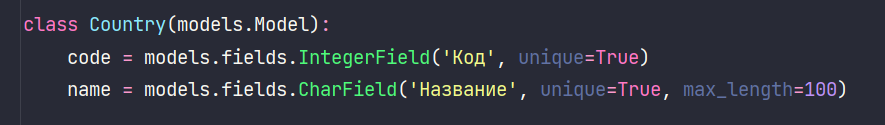 class Country(models.Model):
    code = models.fields.IntegerField('Код', unique=True)
    name = models.fields.CharField('Название', unique=True, max_length=100)